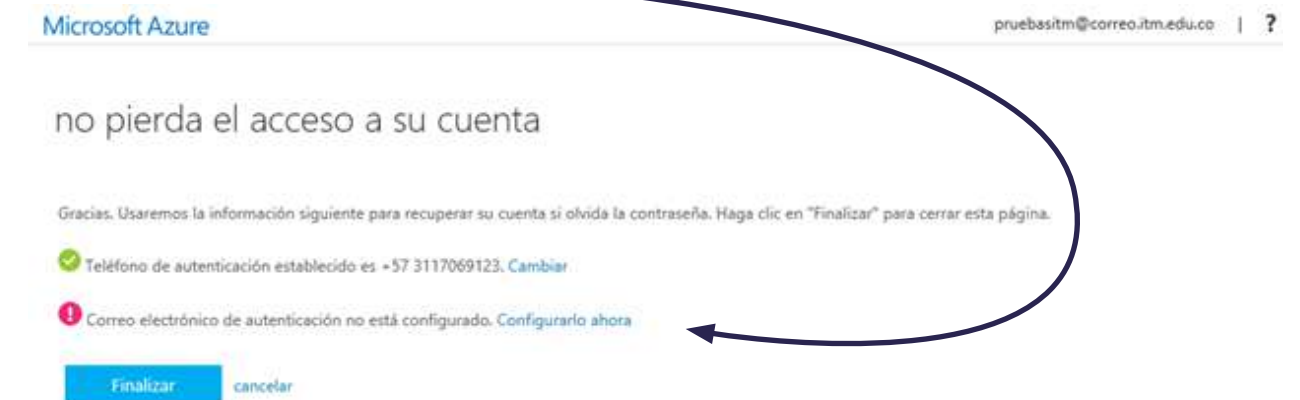 Microsoft Azure
pruebasitm@correo.itm.edu.co | ?
no pierda el acceso a su cuenta
Gracias. Usaremos la información siguiente para recuperar su cuenta si olvida la contraseña. Haga clic en "Finalizar" para cerrar esta página.
Teléfono de autenticación establecido es +57 3117069123. Cambiar
Correo electrónico de autenticación no está configurado. Configurarlo ahora
Finalizar cancelar